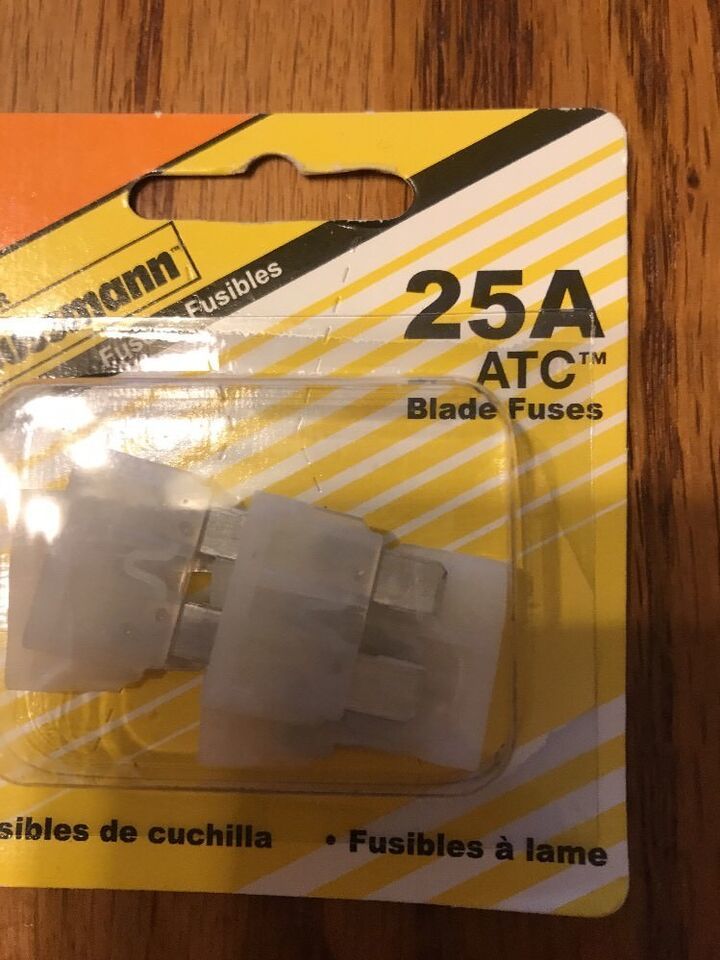 25A
ATC™
Blade Fuses
Fusibles
sibles de cuchilla • Fusibles à lame